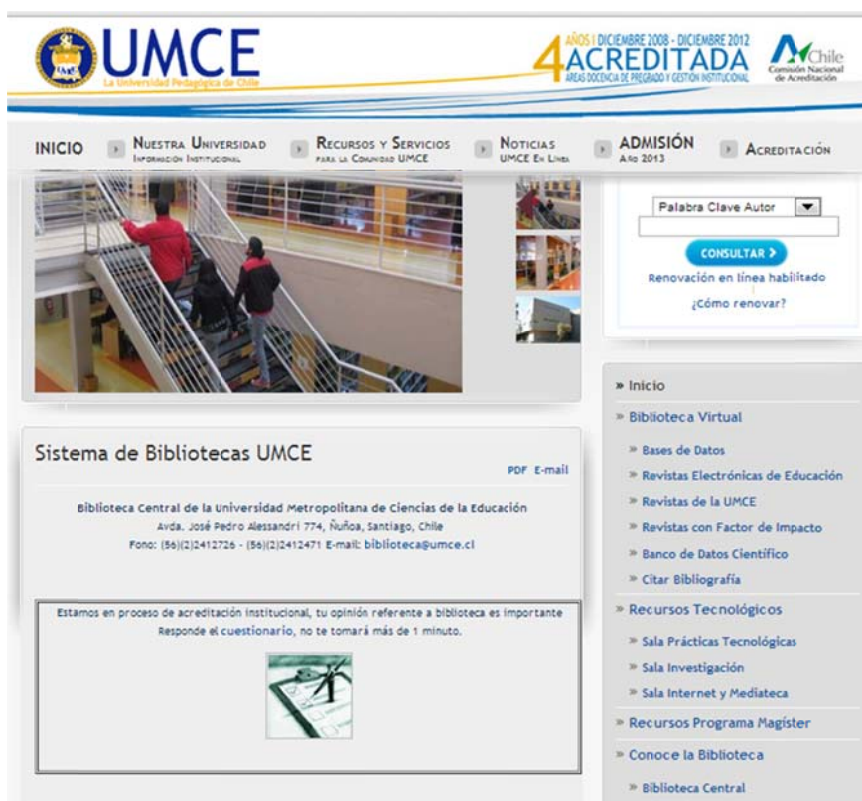 UMCE
La Universidad Pedagógica de Chile
4 AÑOS I DICIEMBRE 2008 - DICIEMBRE 2012
ACREDITADA
AREAS DOCENCIA DE PREGRADO Y GESTIÓN INSTITUCIONAL
Chile
Comisión Nacional
de Acreditación
INICIO
NUESTRA UNIVERSIDAD
INFORMACIÓN INSTITUCIONAL
RECURSOS Y SERVICIOS
PARA LA COMUNIDAD UMCE
NOTICIAS
UMCE EN LINEA
ADMISIÓN
AÑO 2013
ACREDITACIÓN
Palabra Clave Autor
CONSULTAR >
Renovación en línea habilitado
¿Cómo renovar?
Sistema de Bibliotecas UMCE
PDF E-mail
Biblioteca Central de la Universidad Metropolitana de Ciencias de la Educación
Avda. José Pedro Alessandri 774, Ñuñoa, Santiago, Chile
Fono: (56)(2)2412726 - (56)(2)2412471 E-mail: biblioteca@umce.cl
Estamos en proceso de acreditación institucional, tu opinión referente a biblioteca es importante
Responde el cuestionario, no te tomará más de 1 minuto.
» Inicio
» Biblioteca Virtual
» Bases de Datos
» Revistas Electrónicas de Educación
» Revistas de la UMCE
» Revistas con Factor de Impacto
» Banco de Datos Científico
» Citar Bibliografía
» Recursos Tecnológicos
» Sala Prácticas Tecnológicas
» Sala Investigación
» Sala Internet y Mediateca
» Recursos Programa Magíster
» Conoce la Biblioteca
» Biblioteca Central